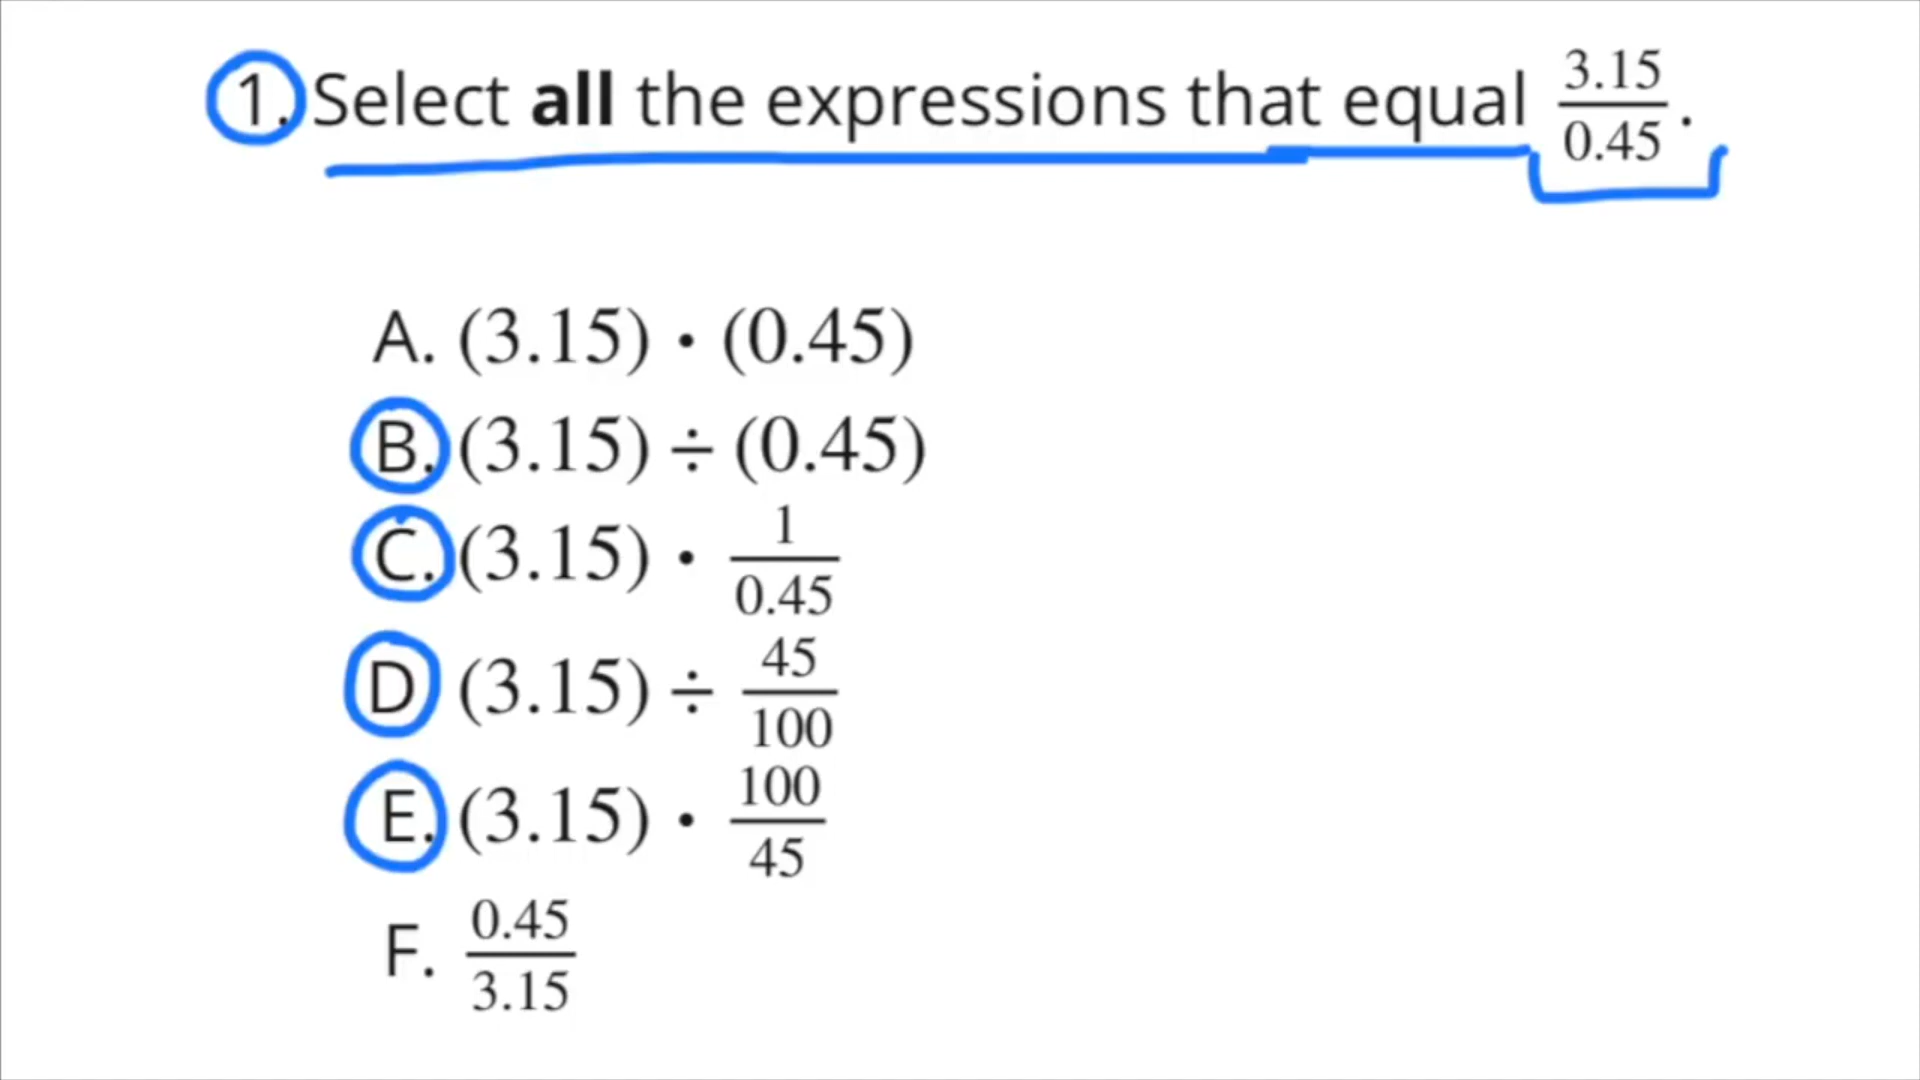 1. Select all the expressions that equal 3.15/0.45.
A. (3.15) · (0.45)
B. (3.15) ÷ (0.45)
C. (3.15) · 1/0.45
D (3.15) ÷ 45/100
E. (3.15) · 100/45
F. 0.45/3.15